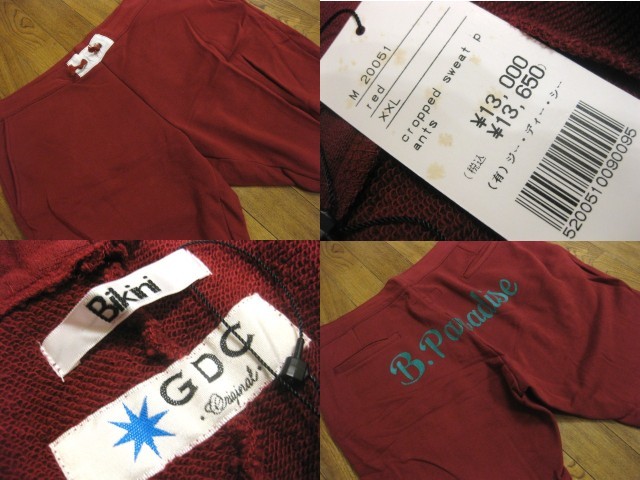 M 20051
red
XXL
cropped sweat p
ants
¥13,000
(税込 ¥13,650)
(有)ジー・ディー・シー
5200510090095
Bikini
GDC
Original
B.Paradise